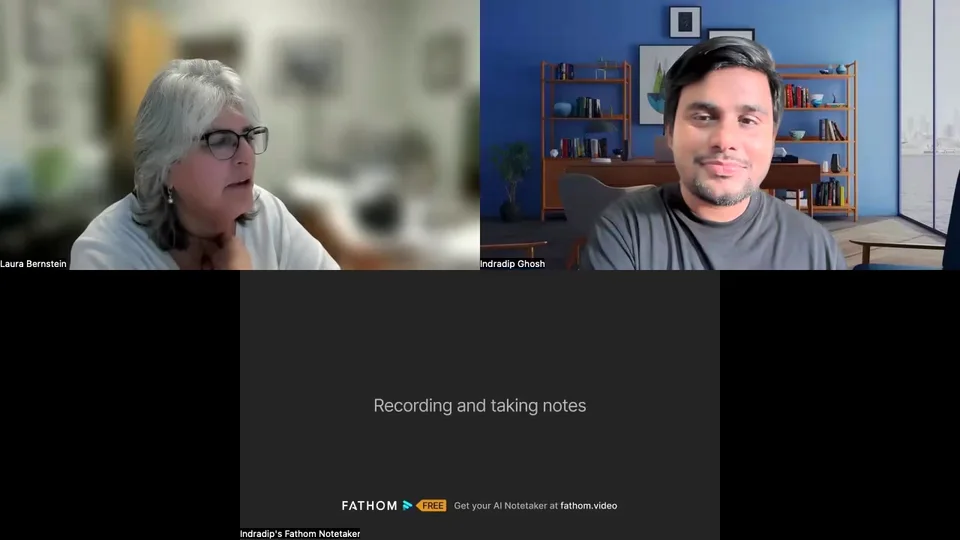 Laura Bernstein
Indradip Ghosh
Recording and taking notes
FATHOM FREE Get your AI Notetaker at fathom.video
Indradip's Fathom Notetaker